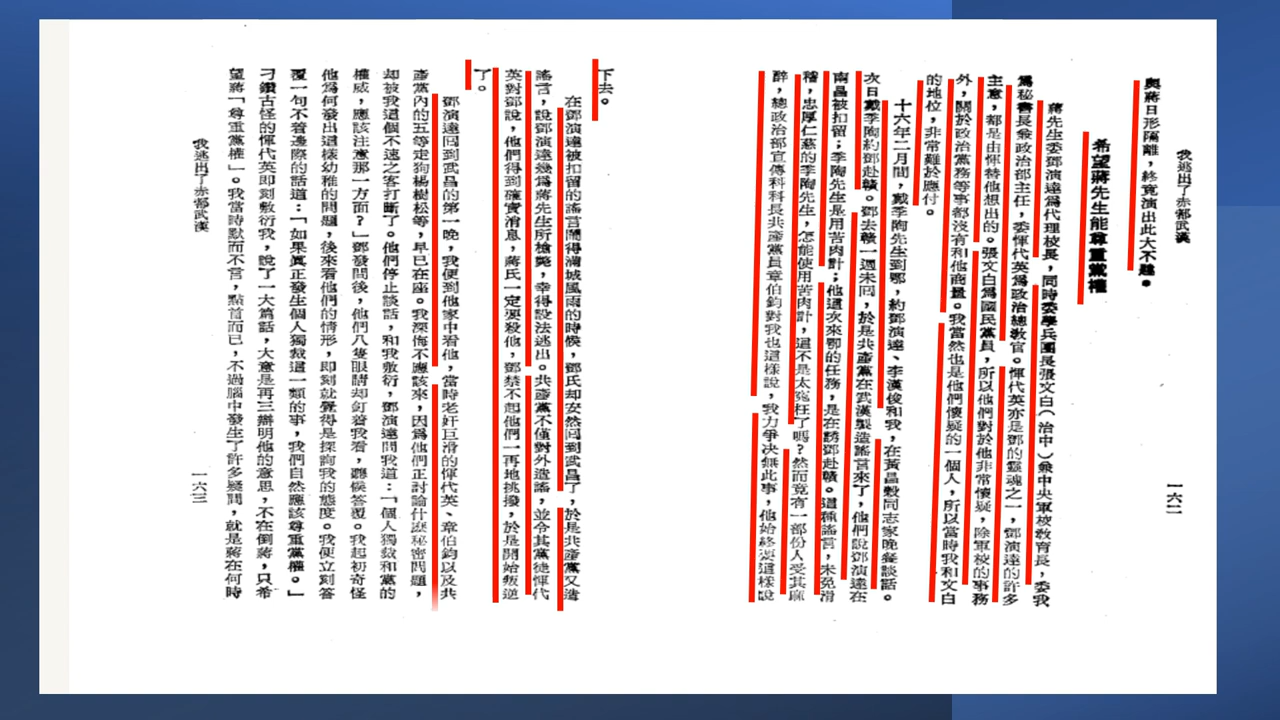 我逃出了赤都武漢
一六二
與蔣日形隔離，終竟演出此大不韙。
希望蔣先生能尊重黨權
蔣先生委鄧演達爲代理校長，同時委學兵團長張文白（治中）兼中央軍校教育長，委我
爲秘書長兼政治部主任，委惲代英爲政治總教官。惲代英亦是鄧的靈魂之一，鄧演達的許多
主意，都是由惲替他想出的。張文白爲國民黨員，所以他們對於他非常懷疑，除軍校的事務
外，關於政治黨務等事都沒有和他商量。我當然也是他們懷疑的一個人，所以當時我和文白
的地位，非常難於應付。
十六年二月間，戴季陶先生到鄂，約鄧演達、李漢俊和我，在黃昌穀同志家晚餐談話。
次日戴季陶約鄧赴贛。鄧去贛一週未回，於是共產黨在武漢製造謠言來了，他們說鄧演達在
南昌被扣留；季陶先生是用苦肉計；他這次來鄂的任務，是在誘鄧赴贛。這種謠言，未免滑
稽，忠厚仁慈的季陶先生，怎能使用苦肉計，這不是太冤枉了嗎？然而竟有一部份人受其麻
醉，總政治部宣傳科科長共產黨員章伯鈞對我也這樣說，我力爭决無此事，他始終要這樣說
下去。
在鄧演達被扣留的謠言鬧得滿城風雨的時候，鄧氏却安然回到武昌了，於是共產黨又造
謠言，說鄧演達幾爲蔣先生所槍斃，幸得設法逃出。共產黨不僅對外造謠，並令其黨徒惲代
英對鄧說，他們得到確實消息，蔣氏一定要殺他，鄧禁不起他們一再地挑撥，於是開始叛逆
了。
鄧演達回到武昌的第一晚，我便到他家中看他，當時老奸巨滑的惲代英、章伯鈞以及共
產黨內的五等走狗楊樹松等，早已在座。我深悔不應該來，因爲他們正討論什麼秘密問題，
却被我這個不速之客打斷了。他們停止談話，和我敷衍，鄧演達問我道：「個人獨裁和黨的
權威，應該注意那一方面？」鄧發問後，他們八隻眼睛却釘着我看，聽候答覆。我起初奇怪
他爲何發出這樣幼稚的問題，後來看他們的情形，即刻就覺得是探詢我的態度。我便立刻答
覆一句不着邊際的話道：「如果眞正發生個人獨裁這一類的事，我們自然應該尊重黨權。」
刁鑽古怪的惲代英即刻敷衍我，說了一大篇話，大意是再三辯明他的意思，不在倒蔣，只希
望蔣「尊重黨權」。我當時默而不言，點首而已，不過腦中發生了許多疑問，就是蔣在何時
我逃出了赤都武漢
一六三